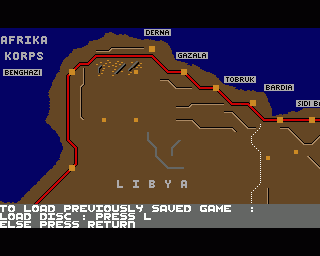 DERNA
AFRIKA
KORPS
GAZALA
BENGHAZI
TOBRUK
BARDIA
SIDI
LIBYA
TO LOAD PREVIOUSLY SAVED GAME :
LOAD DISC : PRESS L
ELSE PRESS RETURN